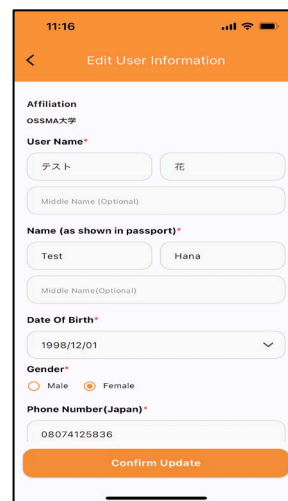 11:16
Edit User Information
Affiliation
OSSMA大学
User Name*
テスト 花
Middle Name (Optional)
Name (as shown in passport)*
Test Hana
Middle Name(Optional)
Date Of Birth*
1998/12/01
Gender*
Male Female
Phone Number(Japan)*
08074125836
Confirm Update